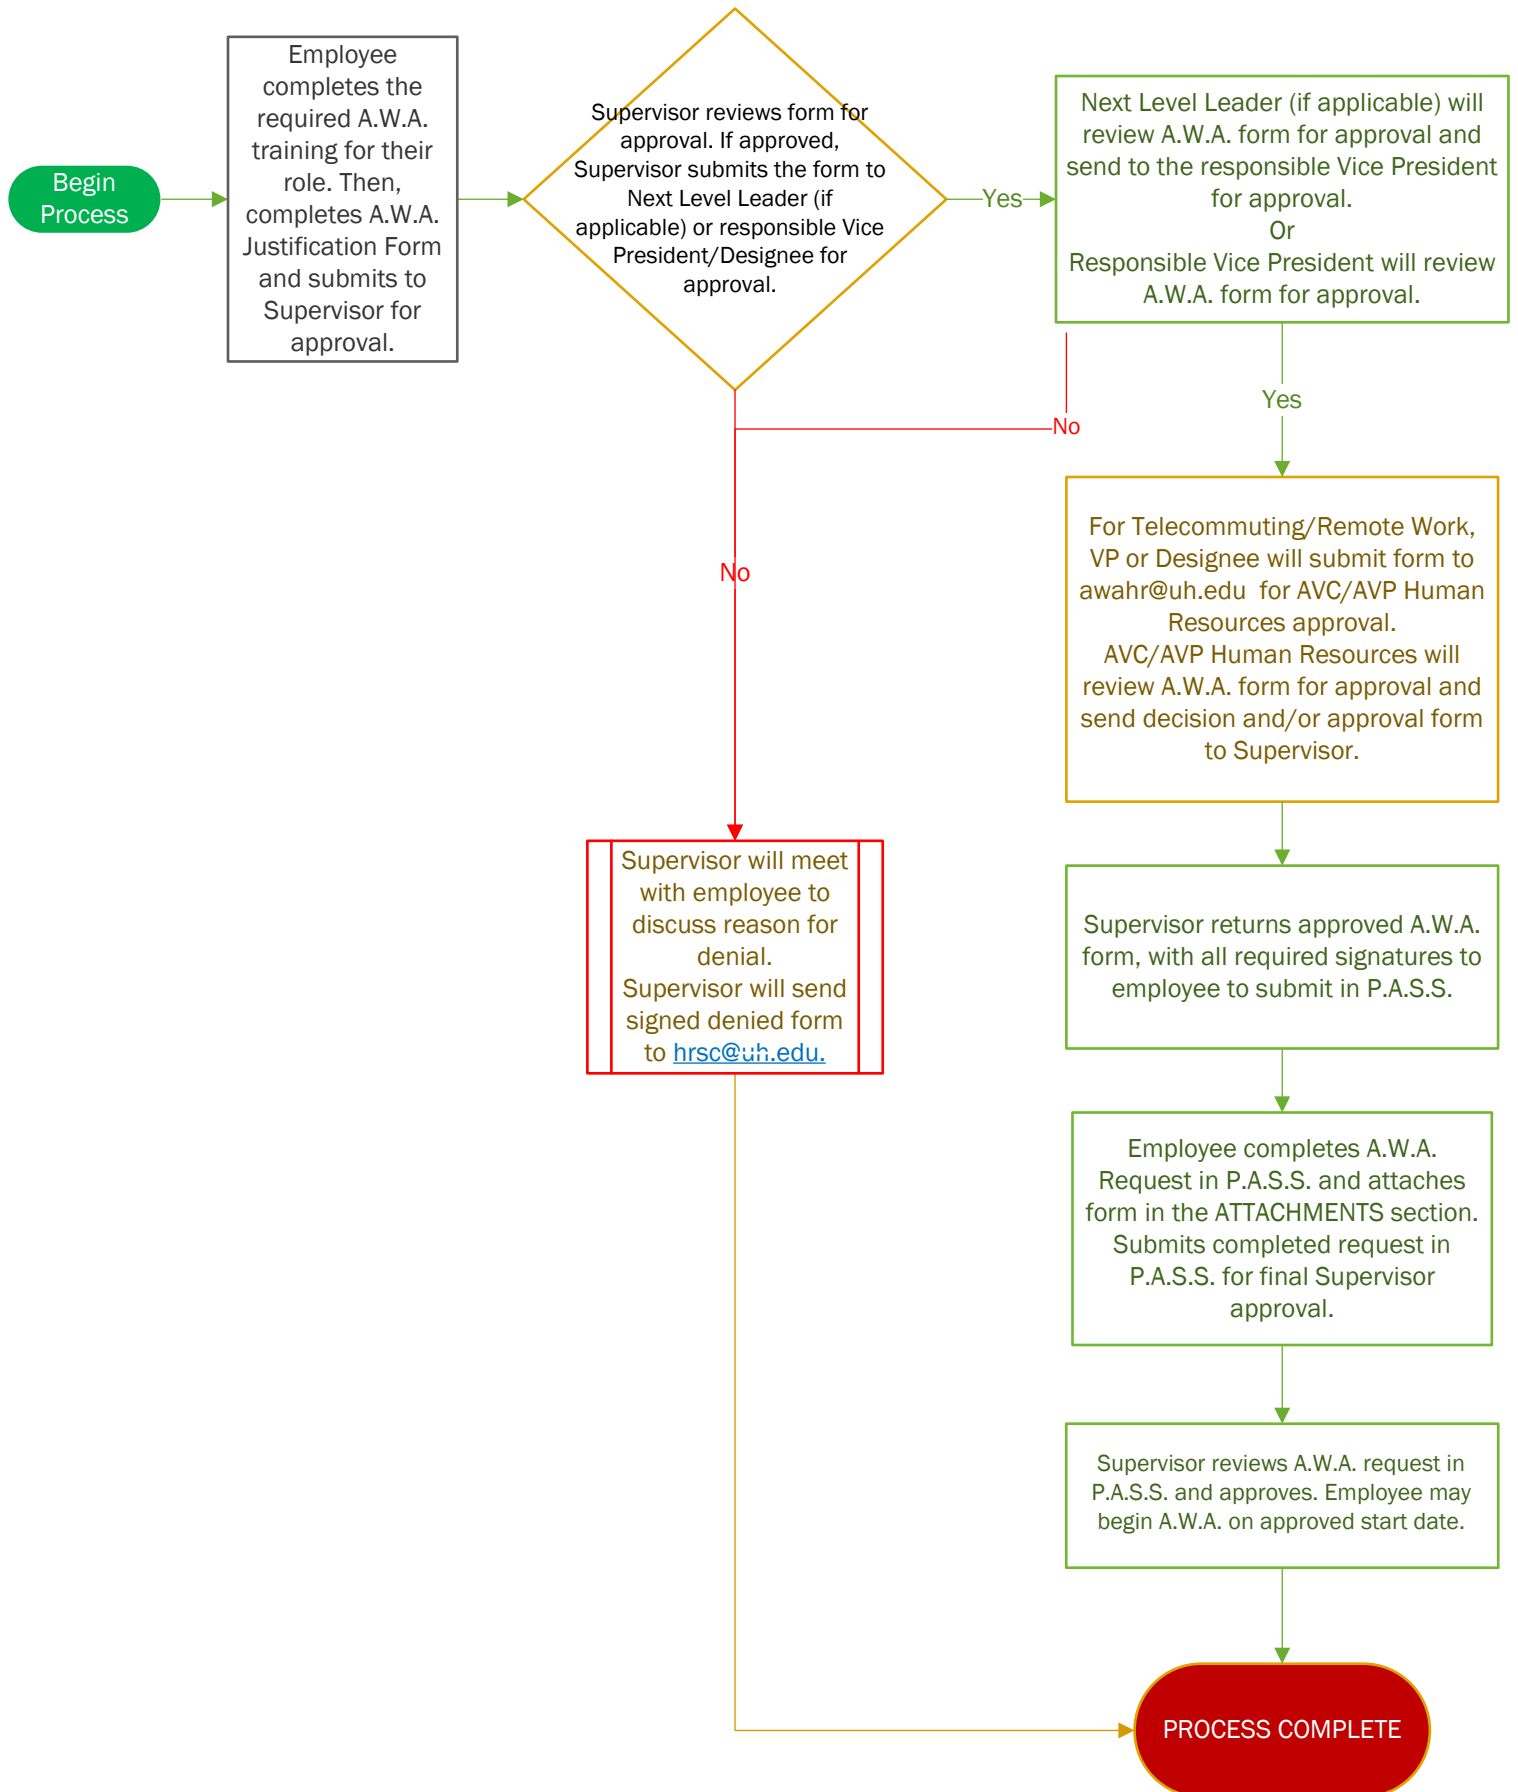 Begin
Process
Employee
completes the
required A.W.A.
training for their
role. Then,
completes A.W.A.
Justification Form
and submits to
Supervisor for
approval.
Supervisor reviews form for
approval. If approved,
Supervisor submits the form to
Next Level Leader (if
applicable) or responsible Vice
President/Designee for
approval.
Yes
Next Level Leader (if applicable) will
review A.W.A. form for approval and
send to the responsible Vice President
for approval.
Or
Responsible Vice President will review
A.W.A. form for approval.
Yes
No
No
For Telecommuting/Remote Work,
VP or Designee will submit form to
awahr@uh.edu  for AVC/AVP Human
Resources approval.
AVC/AVP Human Resources will
review A.W.A. form for approval and
send decision and/or approval form
to Supervisor.
Supervisor will meet
with employee to
discuss reason for
denial.
Supervisor will send
signed denied form
to hrsc@uh.edu.
Supervisor returns approved A.W.A.
form, with all required signatures to
employee to submit in P.A.S.S.
Employee completes A.W.A.
Request in P.A.S.S. and attaches
form in the ATTACHMENTS section.
Submits completed request in
P.A.S.S. for final Supervisor
approval.
Supervisor reviews A.W.A. request in
P.A.S.S. and approves. Employee may
begin A.W.A. on approved start date.
PROCESS COMPLETE